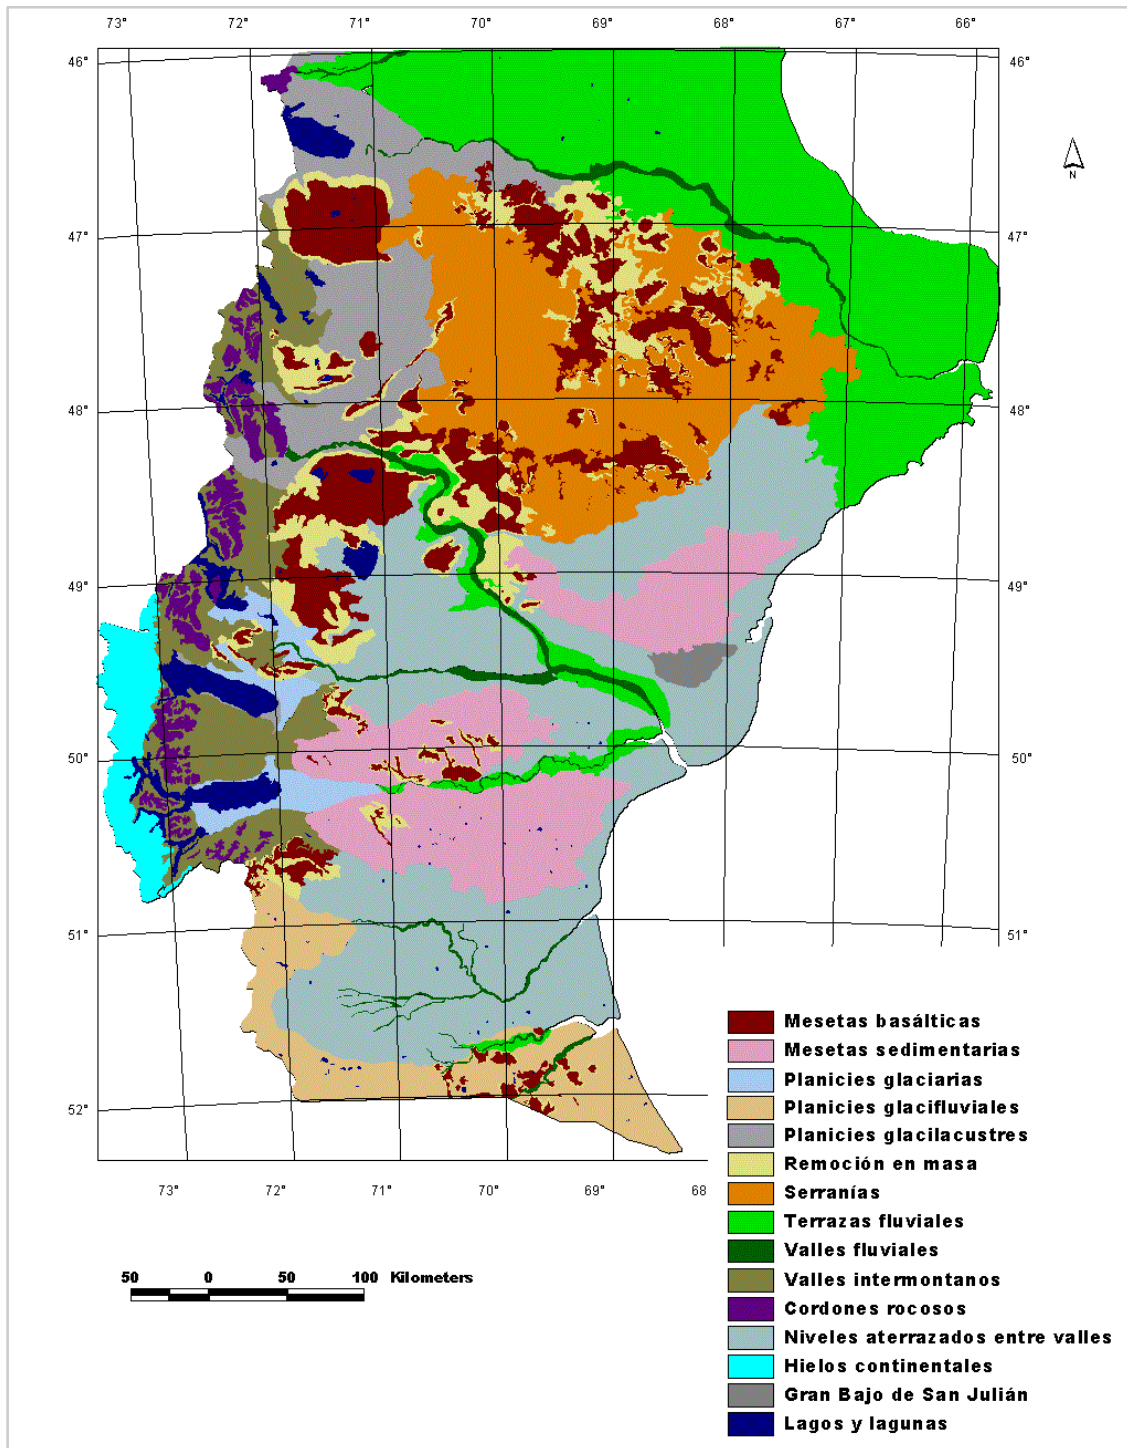 73° 72° 71° 70° 69° 68° 67° 66°
46° 46°
N
47° 47°
48° 48°
49° 49°
50° 50°
51° 51°
52°
73° 72° 71° 70° 69° 68
Mesetas basálticas
Mesetas sedimentarias
Planicies glaciarias
Planicies glacifluviales
Planicies glacilacustres
Remoción en masa
Serranías
Terrazas fluviales
Valles fluviales
Valles intermontanos
Cordones rocosos
Niveles aterrazados entre valles
Hielos continentales
Gran Bajo de San Julián
Lagos y lagunas
50 0 50 100 Kilometers